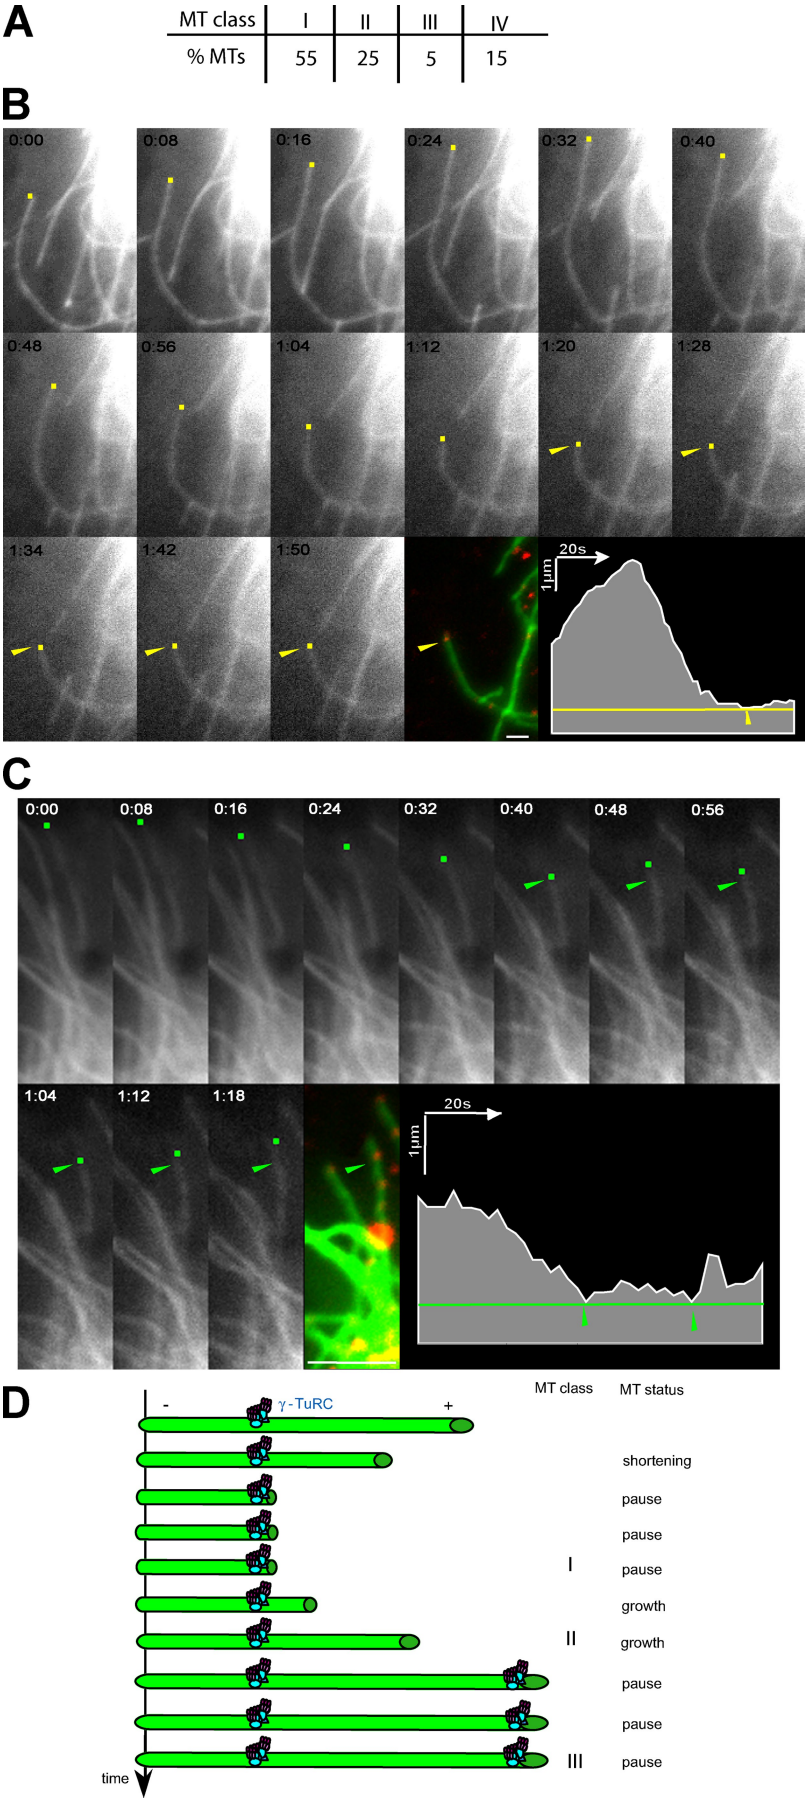 A
MT class I II III IV
% MTs 55 25 5 15
B
0:00 0:08 0:16 0:24 0:32 0:40
0:48 0:56 1:04 1:12 1:20 1:28
1:34 1:42 1:50
20s
1µm
C
0:00 0:08 0:16 0:24 0:32 0:40 0:48 0:56
1:04 1:12 1:18
20s
1µm
D
MT class MT status
- γ-TuRC +
shortening
pause
pause
I pause
growth
II growth
pause
pause
III pause
time